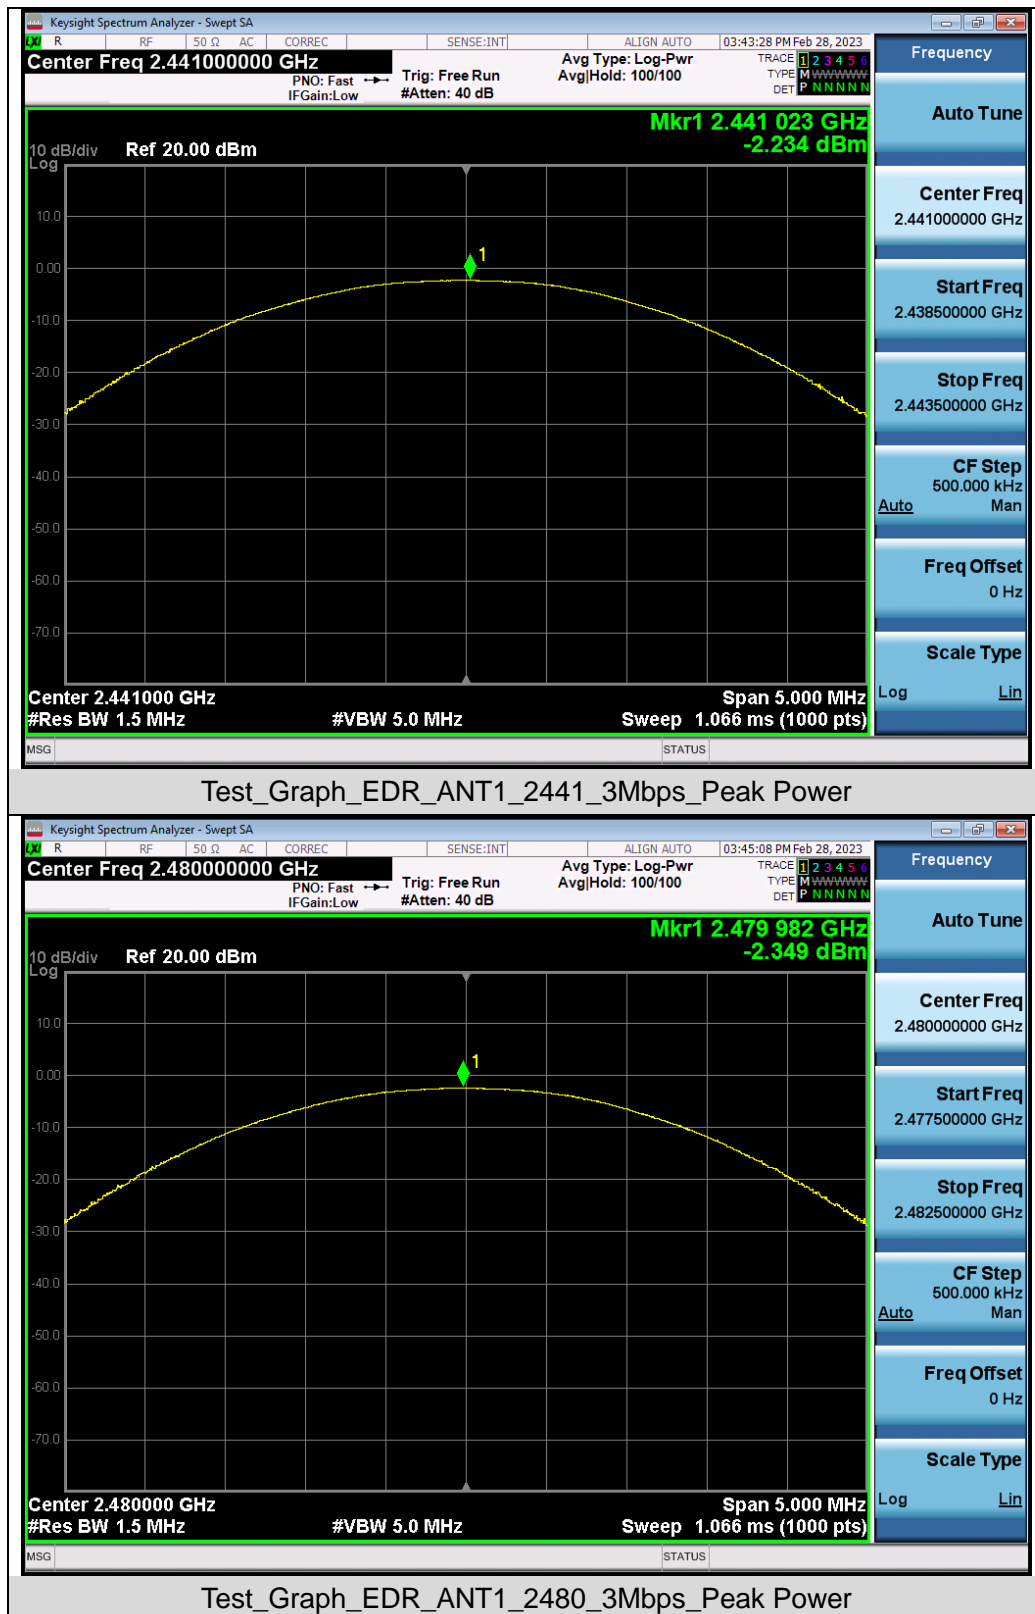 Keysight Spectrum Analyzer - Swept SA
LXI R RF 50 Ω AC CORREC SENSE:INT ALIGN AUTO 03:43:28 PM Feb 28, 2023
Center Freq 2.441000000 GHz
PNO: Fast
IFGain:Low
Trig: Free Run
#Atten: 40 dB
Avg Type: Log-Pwr
Avg|Hold: 100/100
TRACE 1 2 3 4 5 6
TYPE M WWWWW
DET P N N N N N
Mkr1 2.441 023 GHz
-2.234 dBm
10 dB/div Ref 20.00 dBm
Log
10.0
0.00
-10.0
-20.0
-30.0
-40.0
-50.0
-60.0
-70.0
1
Center 2.441000 GHz Span 5.000 MHz
#Res BW 1.5 MHz #VBW 5.0 MHz Sweep 1.066 ms (1000 pts)
MSG STATUS
Frequency
Auto Tune
Center Freq
2.441000000 GHz
Start Freq
2.438500000 GHz
Stop Freq
2.443500000 GHz
CF Step
500.000 kHz
Auto Man
Freq Offset
0 Hz
Scale Type
Log Lin
Test_Graph_EDR_ANT1_2441_3Mbps_Peak Power
Keysight Spectrum Analyzer - Swept SA
LXI R RF 50 Ω AC CORREC SENSE:INT ALIGN AUTO 03:45:08 PM Feb 28, 2023
Center Freq 2.480000000 GHz
PNO: Fast
IFGain:Low
Trig: Free Run
#Atten: 40 dB
Avg Type: Log-Pwr
Avg|Hold: 100/100
TRACE 1 2 3 4 5 6
TYPE M WWWWW
DET P N N N N N
Mkr1 2.479 982 GHz
-2.349 dBm
10 dB/div Ref 20.00 dBm
Log
10.0
0.00
-10.0
-20.0
-30.0
-40.0
-50.0
-60.0
-70.0
1
Center 2.480000 GHz Span 5.000 MHz
#Res BW 1.5 MHz #VBW 5.0 MHz Sweep 1.066 ms (1000 pts)
MSG STATUS
Frequency
Auto Tune
Center Freq
2.480000000 GHz
Start Freq
2.477500000 GHz
Stop Freq
2.482500000 GHz
CF Step
500.000 kHz
Auto Man
Freq Offset
0 Hz
Scale Type
Log Lin
Test_Graph_EDR_ANT1_2480_3Mbps_Peak Power